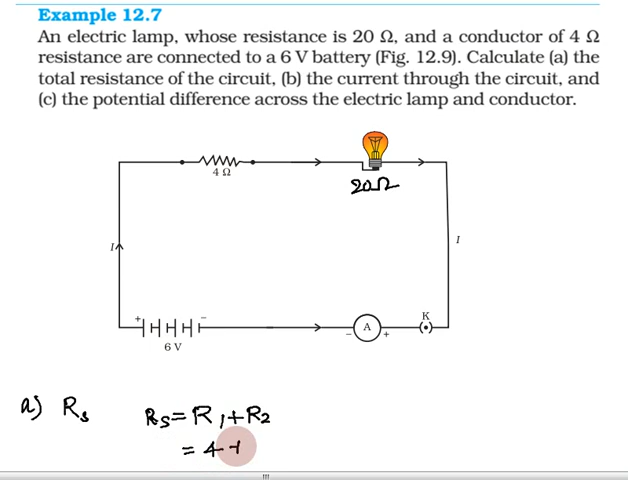 Example 12.7
An electric lamp, whose resistance is 20 Ω, and a conductor of 4 Ω
resistance are connected to a 6 V battery (Fig. 12.9). Calculate (a) the
total resistance of the circuit, (b) the current through the circuit, and
(c) the potential difference across the electric lamp and conductor.
4 Ω
20Ω
I
I
+ −
6 V
− A +
K
a) Rs Rs = R1 + R2
= 4 +